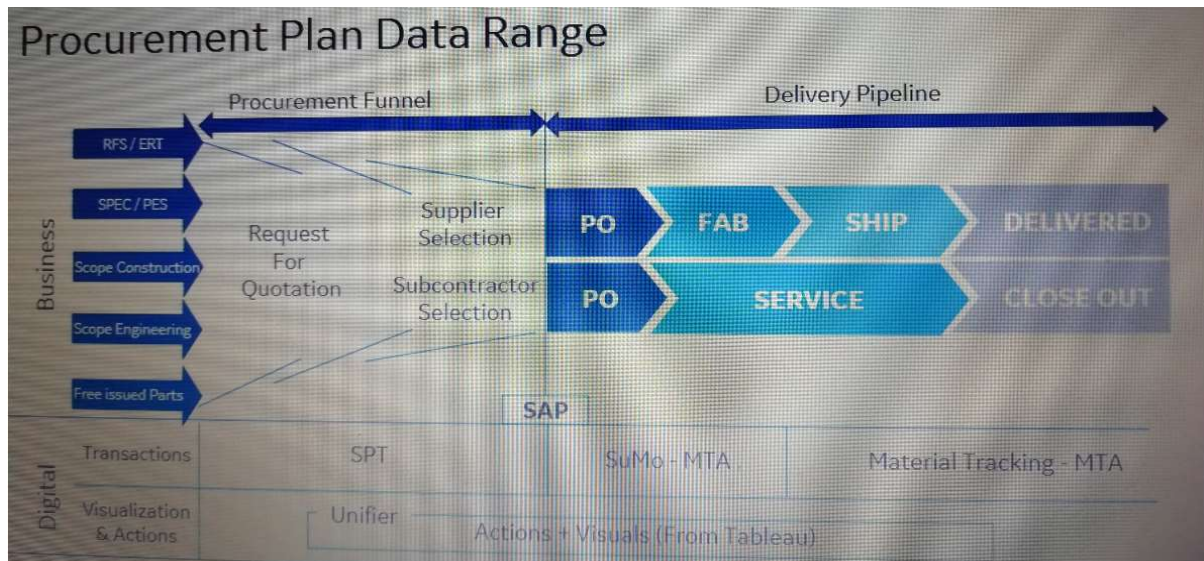 Procurement Plan Data Range
Procurement Funnel
Delivery Pipeline
Business
RFS / ERT
SPEC / PES
Scope Construction
Scope Engineering
Free issued Parts
Request
For
Quotation
Supplier
Selection
Subcontractor
Selection
PO
FAB
SHIP
DELIVERED
PO
SERVICE
CLOSE OUT
SAP
Digital
Transactions
SPT
SuMo - MTA
Material Tracking - MTA
Visualization
& Actions
Unifier
Actions + Visuals (From Tableau)